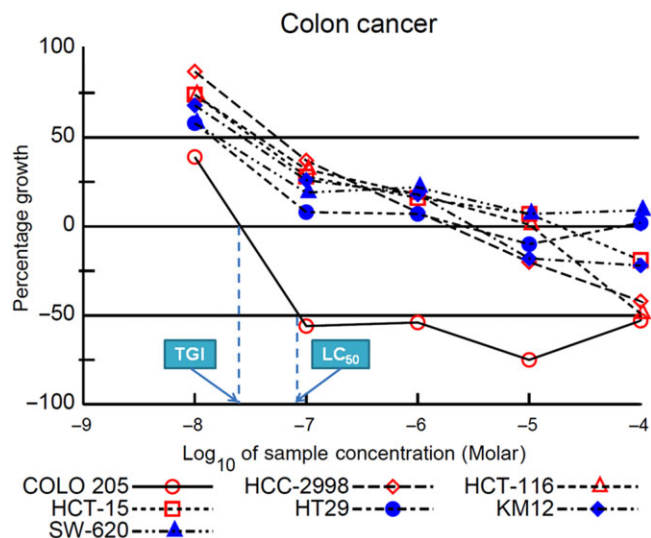 Colon cancer
100
50
0
−50
−100
Percentage growth
TGI
LC50
−9 −8 −7 −6 −5 −4
Log10 of sample concentration (Molar)
COLO 205 HCC-2998 HCT-116
HCT-15 HT29 KM12
SW-620